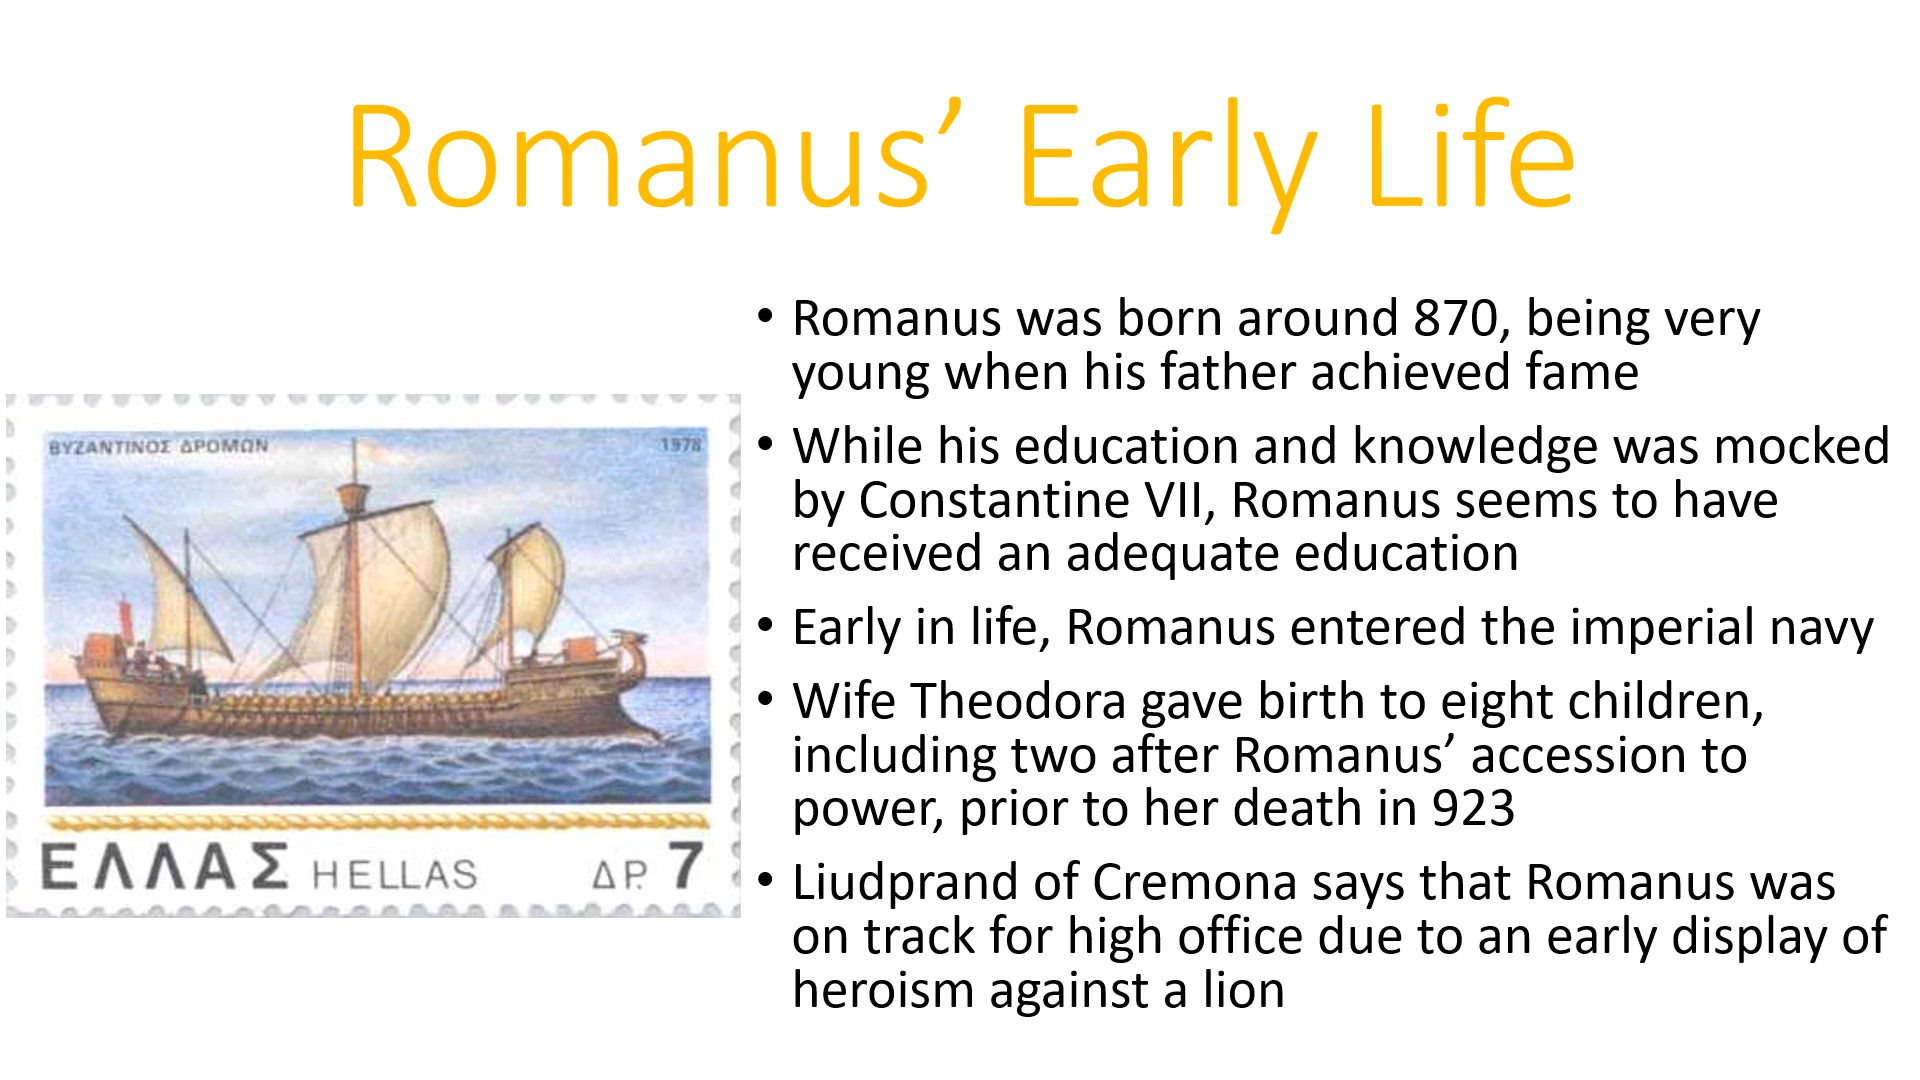 Romanus’ Early Life
• Romanus was born around 870, being very
young when his father achieved fame
• While his education and knowledge was mocked
by Constantine VII, Romanus seems to have
received an adequate education
• Early in life, Romanus entered the imperial navy
• Wife Theodora gave birth to eight children,
including two after Romanus’ accession to
power, prior to her death in 923
• Liudprand of Cremona says that Romanus was
on track for high office due to an early display of
heroism against a lion
ΒΥΖΑΝΤΙΝΟΣ ΔΡΟΜΩΝ 1978
ΕΛΛΑΣ HELLAS ΔΡ. 7